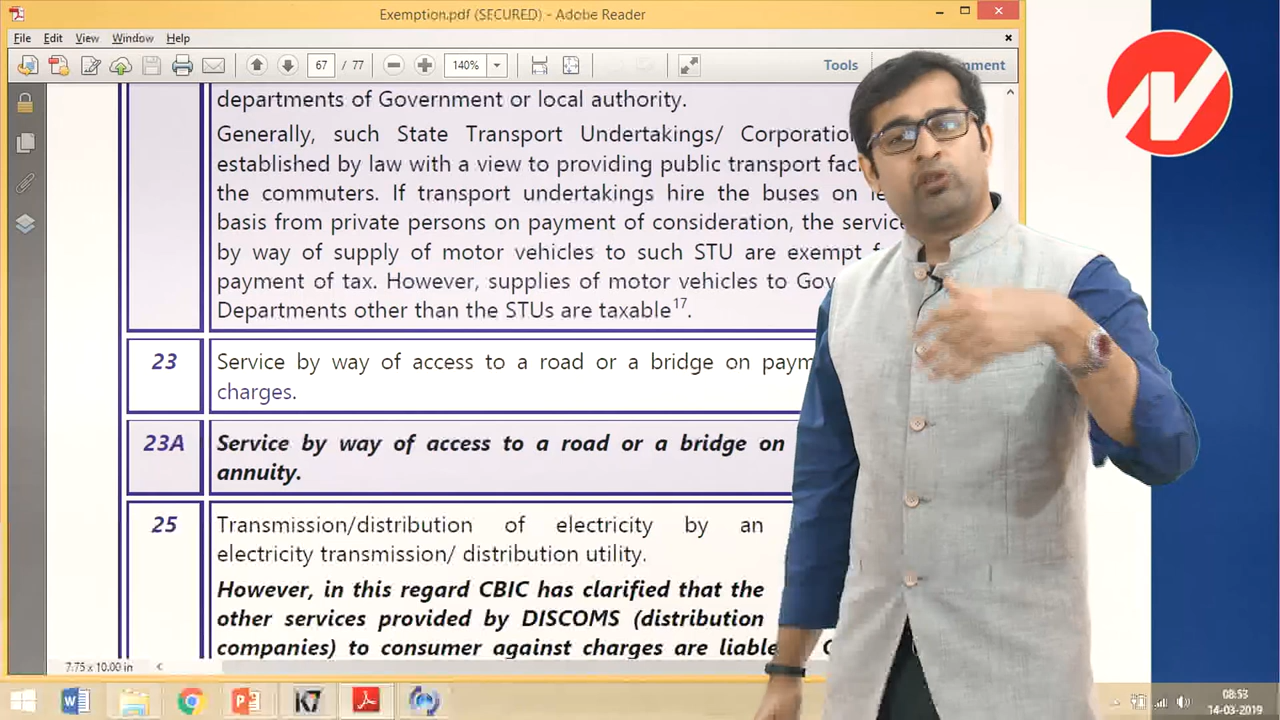 Exemption.pdf (SECURED) - Adobe Reader
File Edit View Window Help
67 / 77 140% Tools
departments of Government or local authority.
Generally, such State Transport Undertakings/
established by law with a view to providing public transport
the commuters. If transport undertakings hire the buses on
basis from private persons on payment of consideration, the
by way of supply of motor vehicles to such STU are exempt
payment of tax. However, supplies of motor vehicles to
Departments other than the STUs are taxable17.
23 Service by way of access to a road or a bridge on
charges.
23A Service by way of access to a road or a bridge on
annuity.
25 Transmission/distribution of electricity by an
electricity transmission/ distribution utility.
However, in this regard CBIC has clarified that the
other services provided by DISCOMS (distribution
companies) to consumer against charges are liable
7.75 x 10.00 in
08:53
14-03-2019